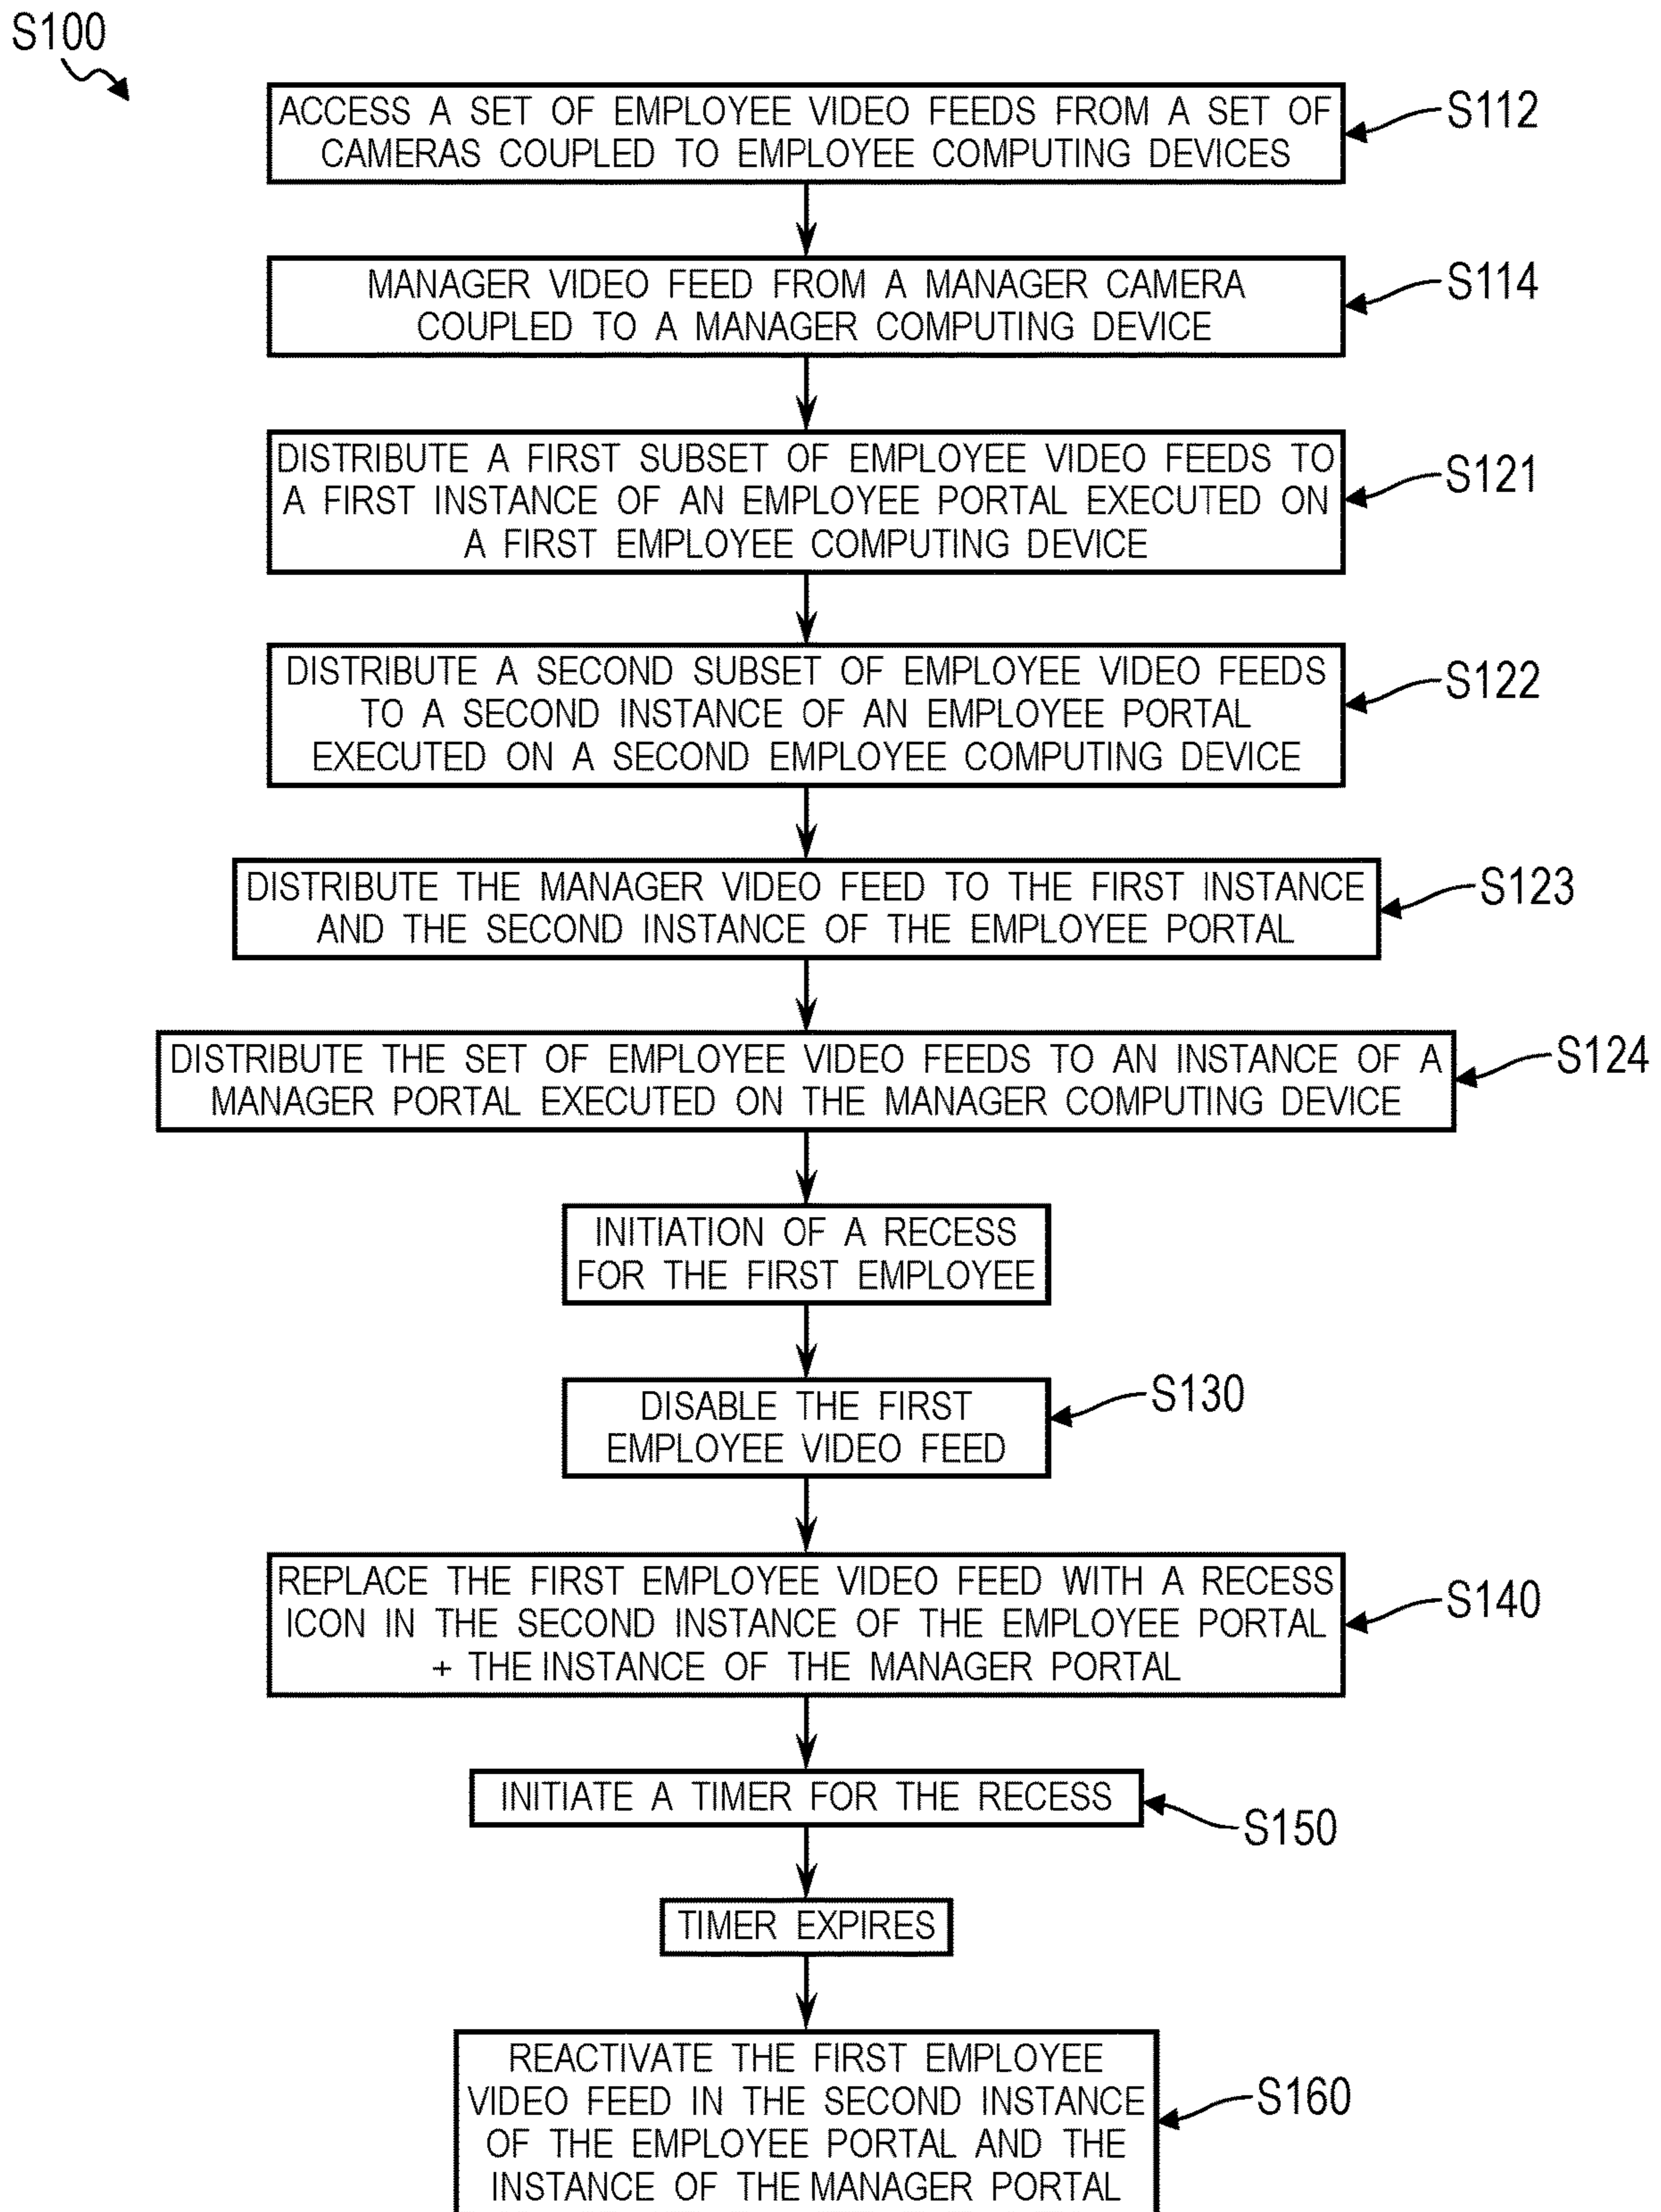 S100
ACCESS A SET OF EMPLOYEE VIDEO FEEDS FROM A SET OF
CAMERAS COUPLED TO EMPLOYEE COMPUTING DEVICES
S112
MANAGER VIDEO FEED FROM A MANAGER CAMERA
COUPLED TO A MANAGER COMPUTING DEVICE
S114
DISTRIBUTE A FIRST SUBSET OF EMPLOYEE VIDEO FEEDS TO
A FIRST INSTANCE OF AN EMPLOYEE PORTAL EXECUTED ON
A FIRST EMPLOYEE COMPUTING DEVICE
S121
DISTRIBUTE A SECOND SUBSET OF EMPLOYEE VIDEO FEEDS
TO A SECOND INSTANCE OF AN EMPLOYEE PORTAL
EXECUTED ON A SECOND EMPLOYEE COMPUTING DEVICE
S122
DISTRIBUTE THE MANAGER VIDEO FEED TO THE FIRST INSTANCE
AND THE SECOND INSTANCE OF THE EMPLOYEE PORTAL
S123
DISTRIBUTE THE SET OF EMPLOYEE VIDEO FEEDS TO AN INSTANCE OF A
MANAGER PORTAL EXECUTED ON THE MANAGER COMPUTING DEVICE
S124
INITIATION OF A RECESS
FOR THE FIRST EMPLOYEE
DISABLE THE FIRST
EMPLOYEE VIDEO FEED
S130
REPLACE THE FIRST EMPLOYEE VIDEO FEED WITH A RECESS
ICON IN THE SECOND INSTANCE OF THE EMPLOYEE PORTAL
+ THE INSTANCE OF THE MANAGER PORTAL
S140
INITIATE A TIMER FOR THE RECESS
S150
TIMER EXPIRES
REACTIVATE THE FIRST EMPLOYEE
VIDEO FEED IN THE SECOND INSTANCE
OF THE EMPLOYEE PORTAL AND THE
INSTANCE OF THE MANAGER PORTAL
S160